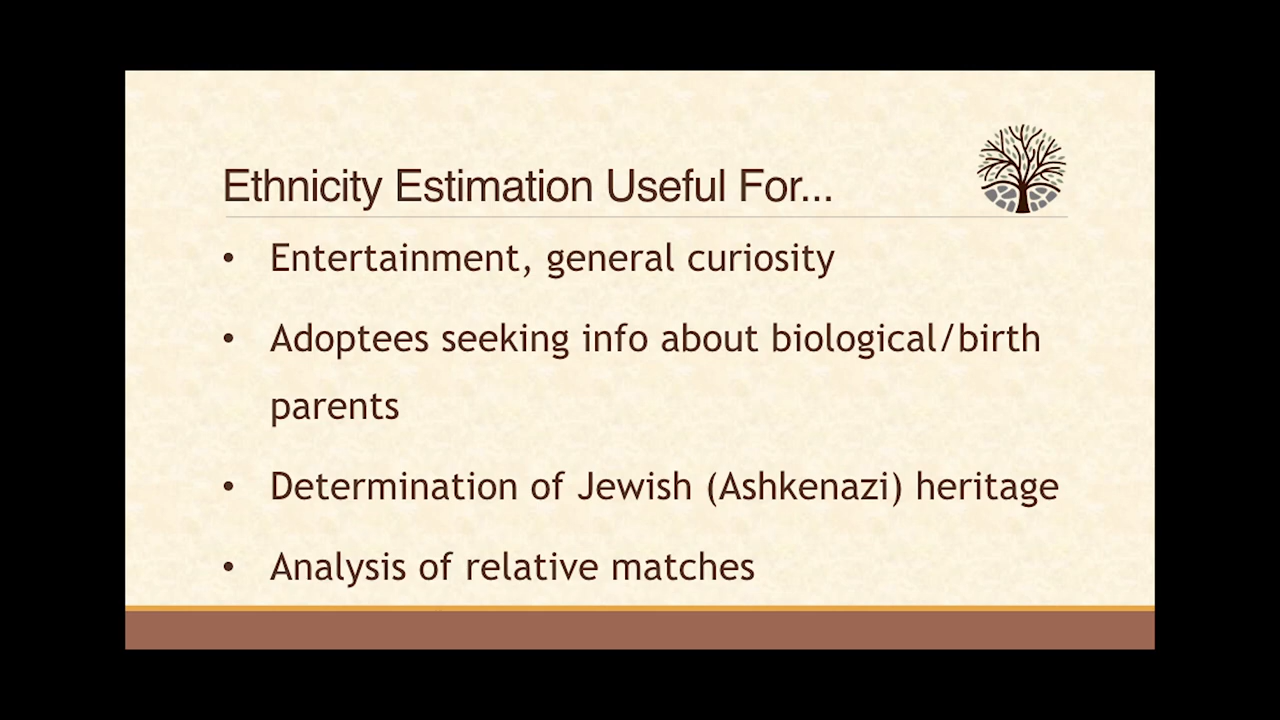 Ethnicity Estimation Useful For...
• Entertainment, general curiosity
• Adoptees seeking info about biological/birth
parents
• Determination of Jewish (Ashkenazi) heritage
• Analysis of relative matches